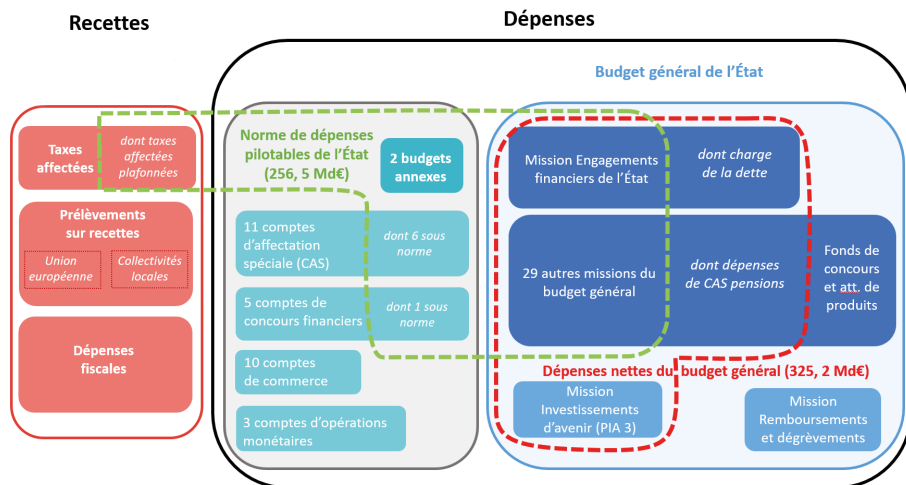 Recettes
Dépenses
Budget général de l'État
Taxes
affectées
dont taxes
affectées
plafonnées
Prélèvements
sur recettes
Union
européenne
Collectivités
locales
Dépenses
fiscales
Norme de dépenses
pilotables de l'État
(256, 5 Md€)
2 budgets
annexes
11 comptes
d'affectation
spéciale (CAS)
dont 6 sous
norme
5 comptes de
concours financiers
dont 1 sous
norme
10 comptes
de commerce
3 comptes d'opérations
monétaires
Mission Engagements
financiers de l'État
dont charge
de la dette
29 autres missions du
budget général
dont dépenses
de CAS pensions
Fonds de
concours
et att. de
produits
Dépenses nettes du budget général (325, 2 Md€)
Mission
Investissements
d'avenir (PIA 3)
Mission
Remboursements
et dégrèvements